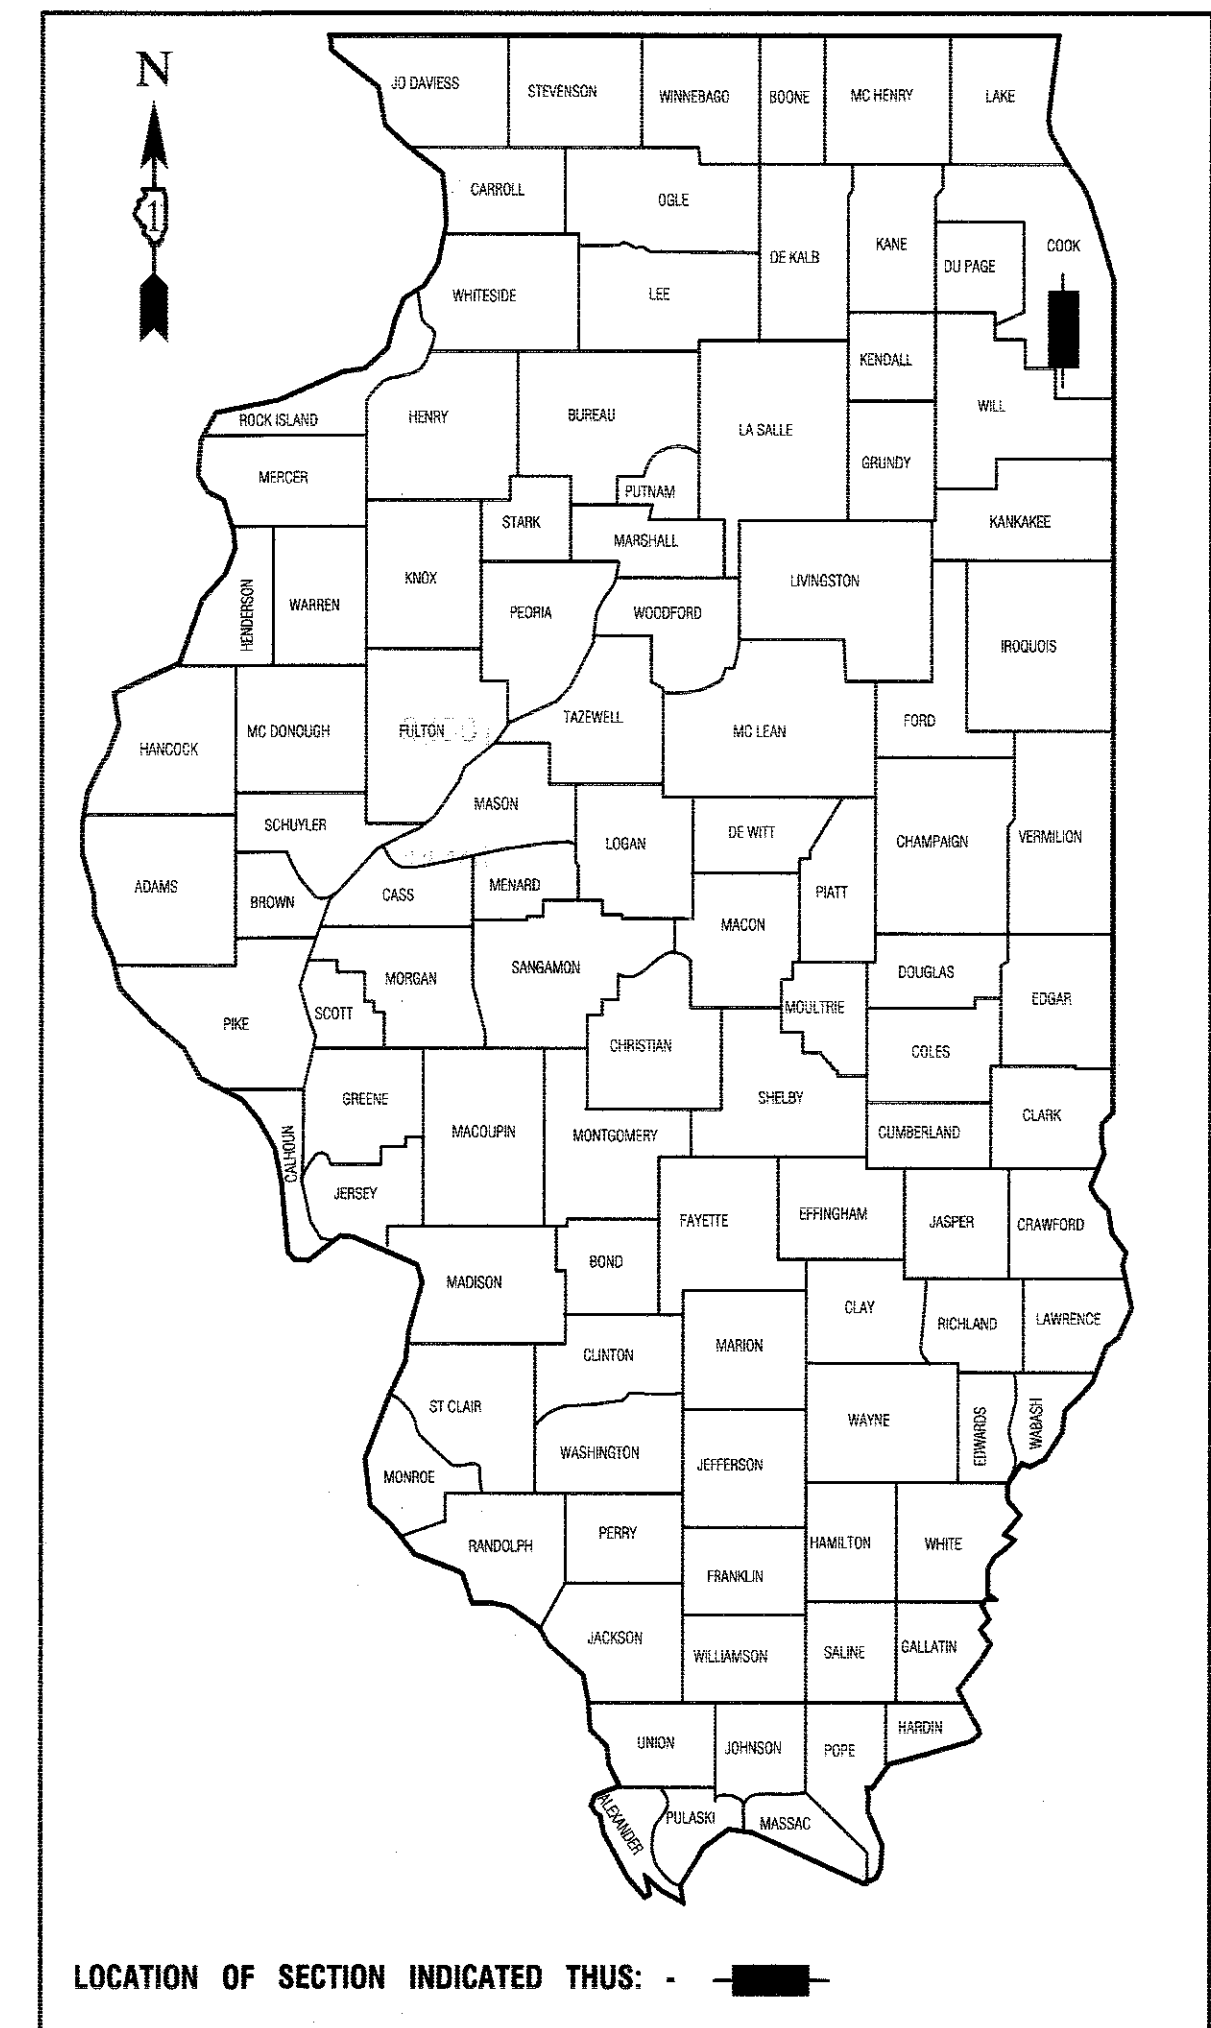 N
1
JO DAVIESS
STEVENSON
WINNEBAGO
BOONE
MC HENRY
LAKE
CARROLL
OGLE
DE KALB
KANE
DU PAGE
COOK
WHITESIDE
LEE
KENDALL
WILL
ROCK ISLAND
HENRY
BUREAU
LA SALLE
GRUNDY
MERCER
PUTNAM
STARK
MARSHALL
KANKAKEE
HENDERSON
WARREN
KNOX
PEORIA
WOODFORD
LIVINGSTON
IROQUOIS
HANCOCK
MC DONOUGH
FULTON
TAZEWELL
MC LEAN
FORD
MASON
SCHUYLER
LOGAN
DE WITT
CHAMPAIGN
VERMILION
ADAMS
BROWN
CASS
MENARD
MACON
PIATT
PIKE
SCOTT
MORGAN
SANGAMON
CHRISTIAN
MOULTRIE
DOUGLAS
EDGAR
COLES
CALHOUN
GREENE
MACOUPIN
MONTGOMERY
SHELBY
CUMBERLAND
CLARK
JERSEY
FAYETTE
EFFINGHAM
JASPER
CRAWFORD
MADISON
BOND
CLAY
RICHLAND
LAWRENCE
CLINTON
MARION
ST CLAIR
WAYNE
EDWARDS
WABASH
MONROE
WASHINGTON
JEFFERSON
RANDOLPH
PERRY
HAMILTON
WHITE
FRANKLIN
JACKSON
WILLIAMSON
SALINE
GALLATIN
UNION
JOHNSON
POPE
HARDIN
ALEXANDER
PULASKI
MASSAC
LOCATION OF SECTION INDICATED THUS: -